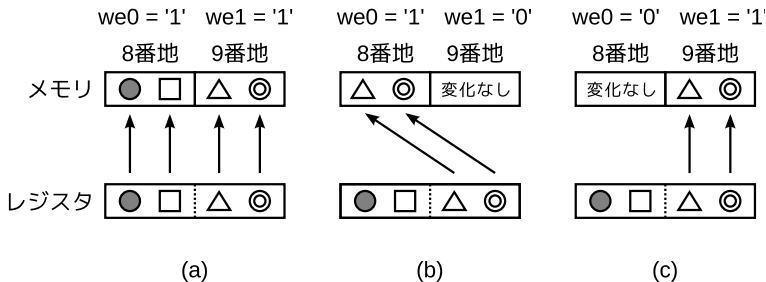 we0 = '1' we1 = '1' we0 = '1' we1 = '0' we0 = '0' we1 = '1'
8番地 9番地 8番地 9番地 8番地 9番地
メモリ 変化なし 変化なし
レジスタ
(a) (b) (c)